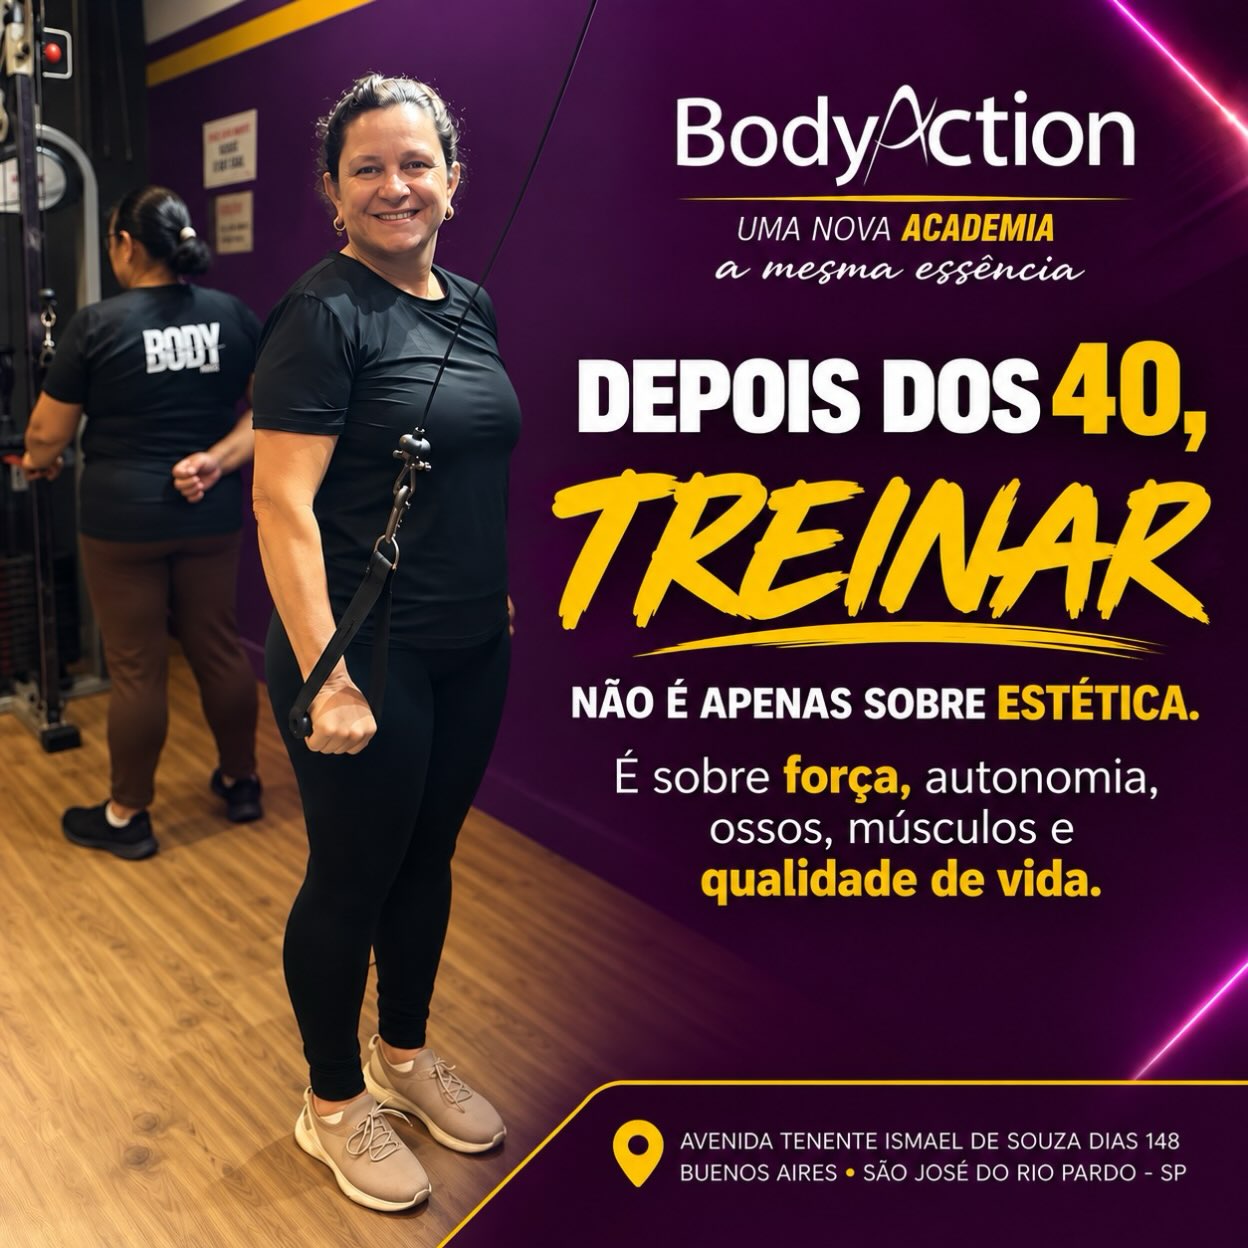 BodyAction
UMA NOVA ACADEMIA
a mesma essência
DEPOIS DOS 40,
TREINAR
NÃO É APENAS SOBRE ESTÉTICA.
É sobre força, autonomia,
ossos, músculos e
qualidade de vida.
AVENIDA TENENTE ISMAEL DE SOUZA DIAS 148
BUENOS AIRES • SÃO JOSÉ DO RIO PARDO - SP
BODY